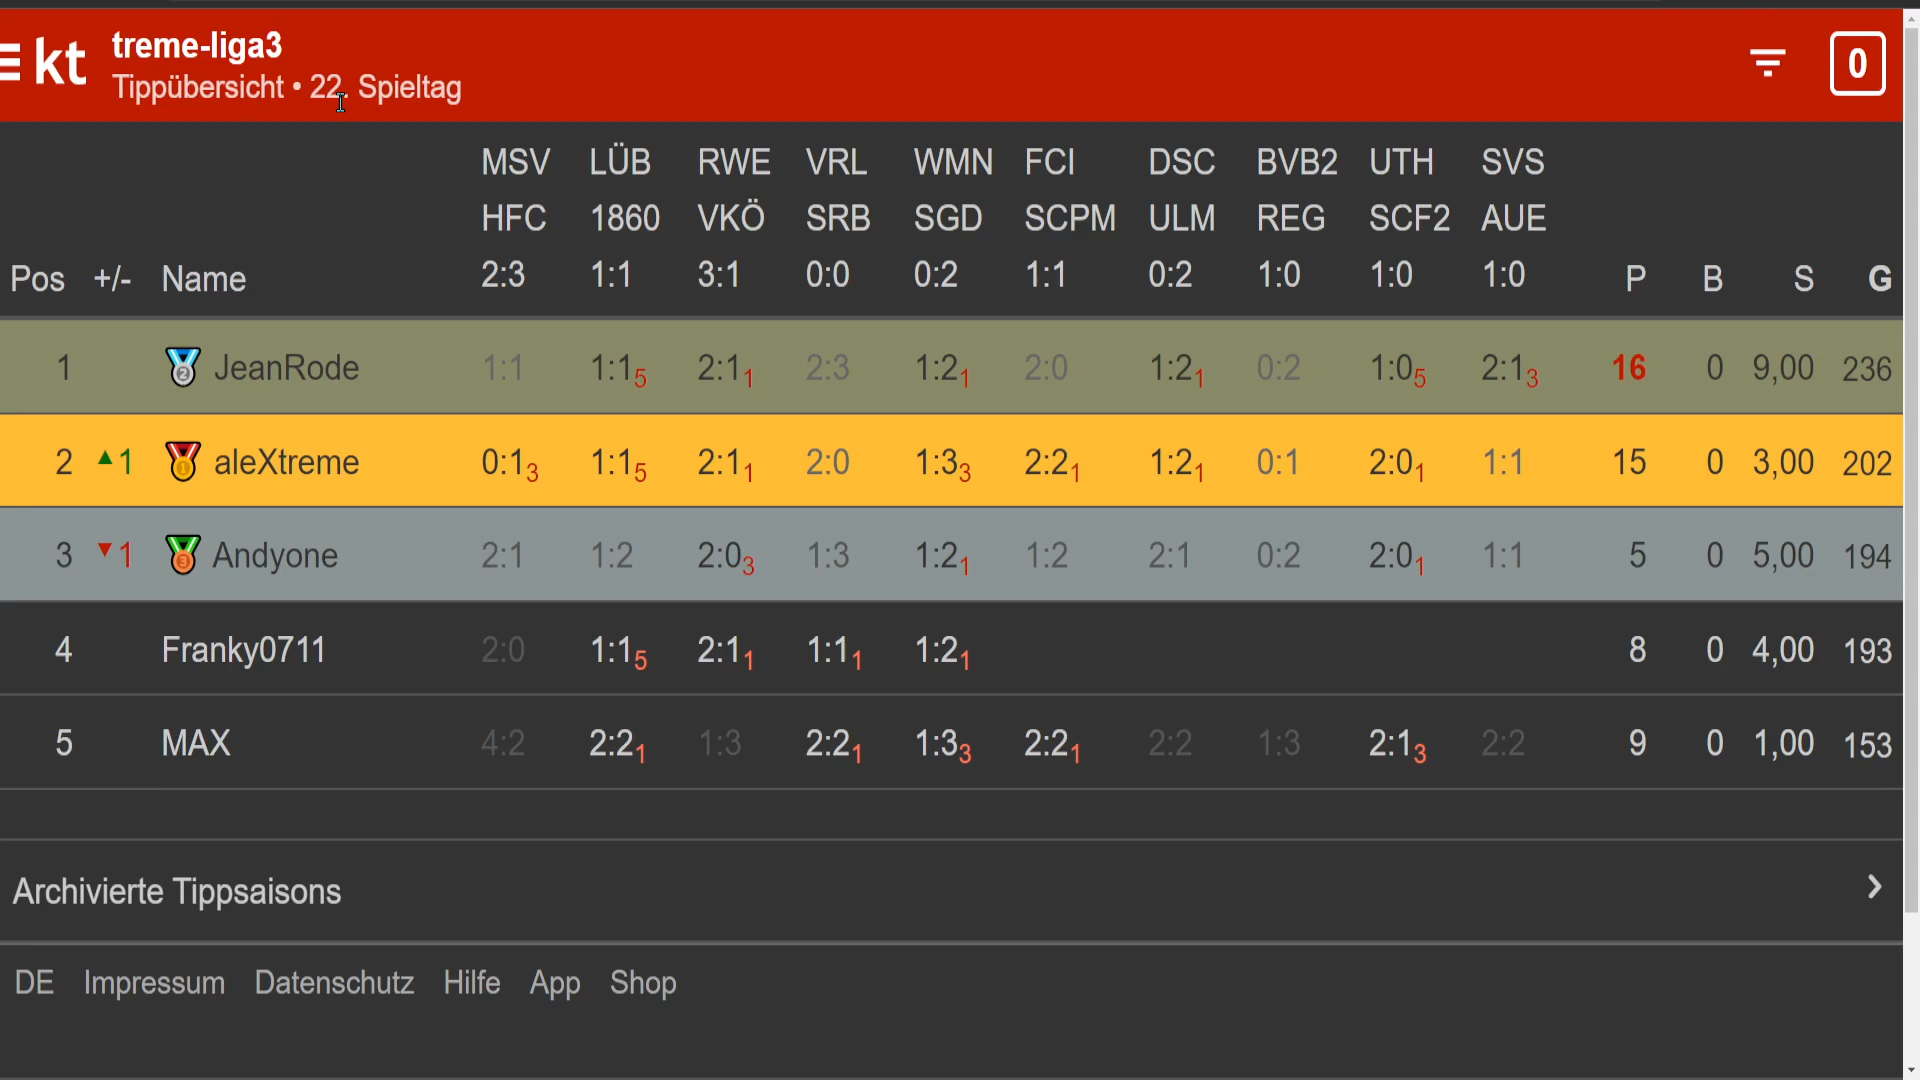 kt treme-liga3
Tippübersicht • 22. Spieltag
0
MSV LÜB RWE VRL WMN FCI DSC BVB2 UTH SVS
HFC 1860 VKÖ SRB SGD SCPM ULM REG SCF2 AUE
Pos +/- Name 2:3 1:1 3:1 0:0 0:2 1:1 0:2 1:0 1:0 1:0 P B S G
1 2 JeanRode 1:1 1:15 2:11 2:3 1:21 2:0 1:21 0:2 1:05 2:13 16 0 9,00 236
2 ▲1 1 aleXtreme 0:13 1:15 2:11 2:0 1:33 2:21 1:21 0:1 2:01 1:1 15 0 3,00 202
3 ▼1 3 Andyone 2:1 1:2 2:03 1:3 1:21 1:2 2:1 0:2 2:01 1:1 5 0 5,00 194
4 Franky0711 2:0 1:15 2:11 1:11 1:21 8 0 4,00 193
5 MAX 4:2 2:21 1:3 2:21 1:33 2:21 2:2 1:3 2:13 2:2 9 0 1,00 153
Archivierte Tippsaisons
DE Impressum Datenschutz Hilfe App Shop